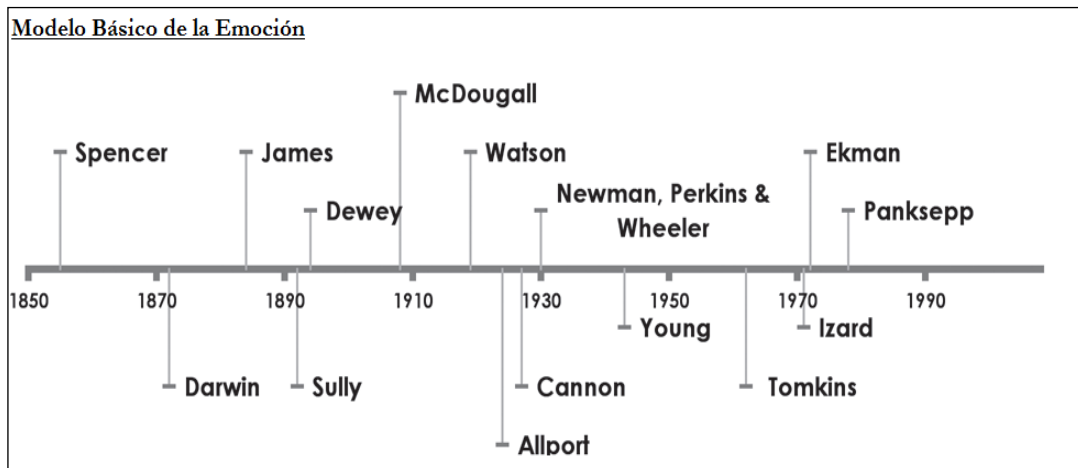 Modelo Básico de la Emoción
McDougall
Spencer
James
Watson
Ekman
Dewey
Newman, Perkins &
Wheeler
Panksepp
1850
1870
1890
1910
1930
1950
1970
1990
Young
Izard
Darwin
Sully
Cannon
Tomkins
Allport